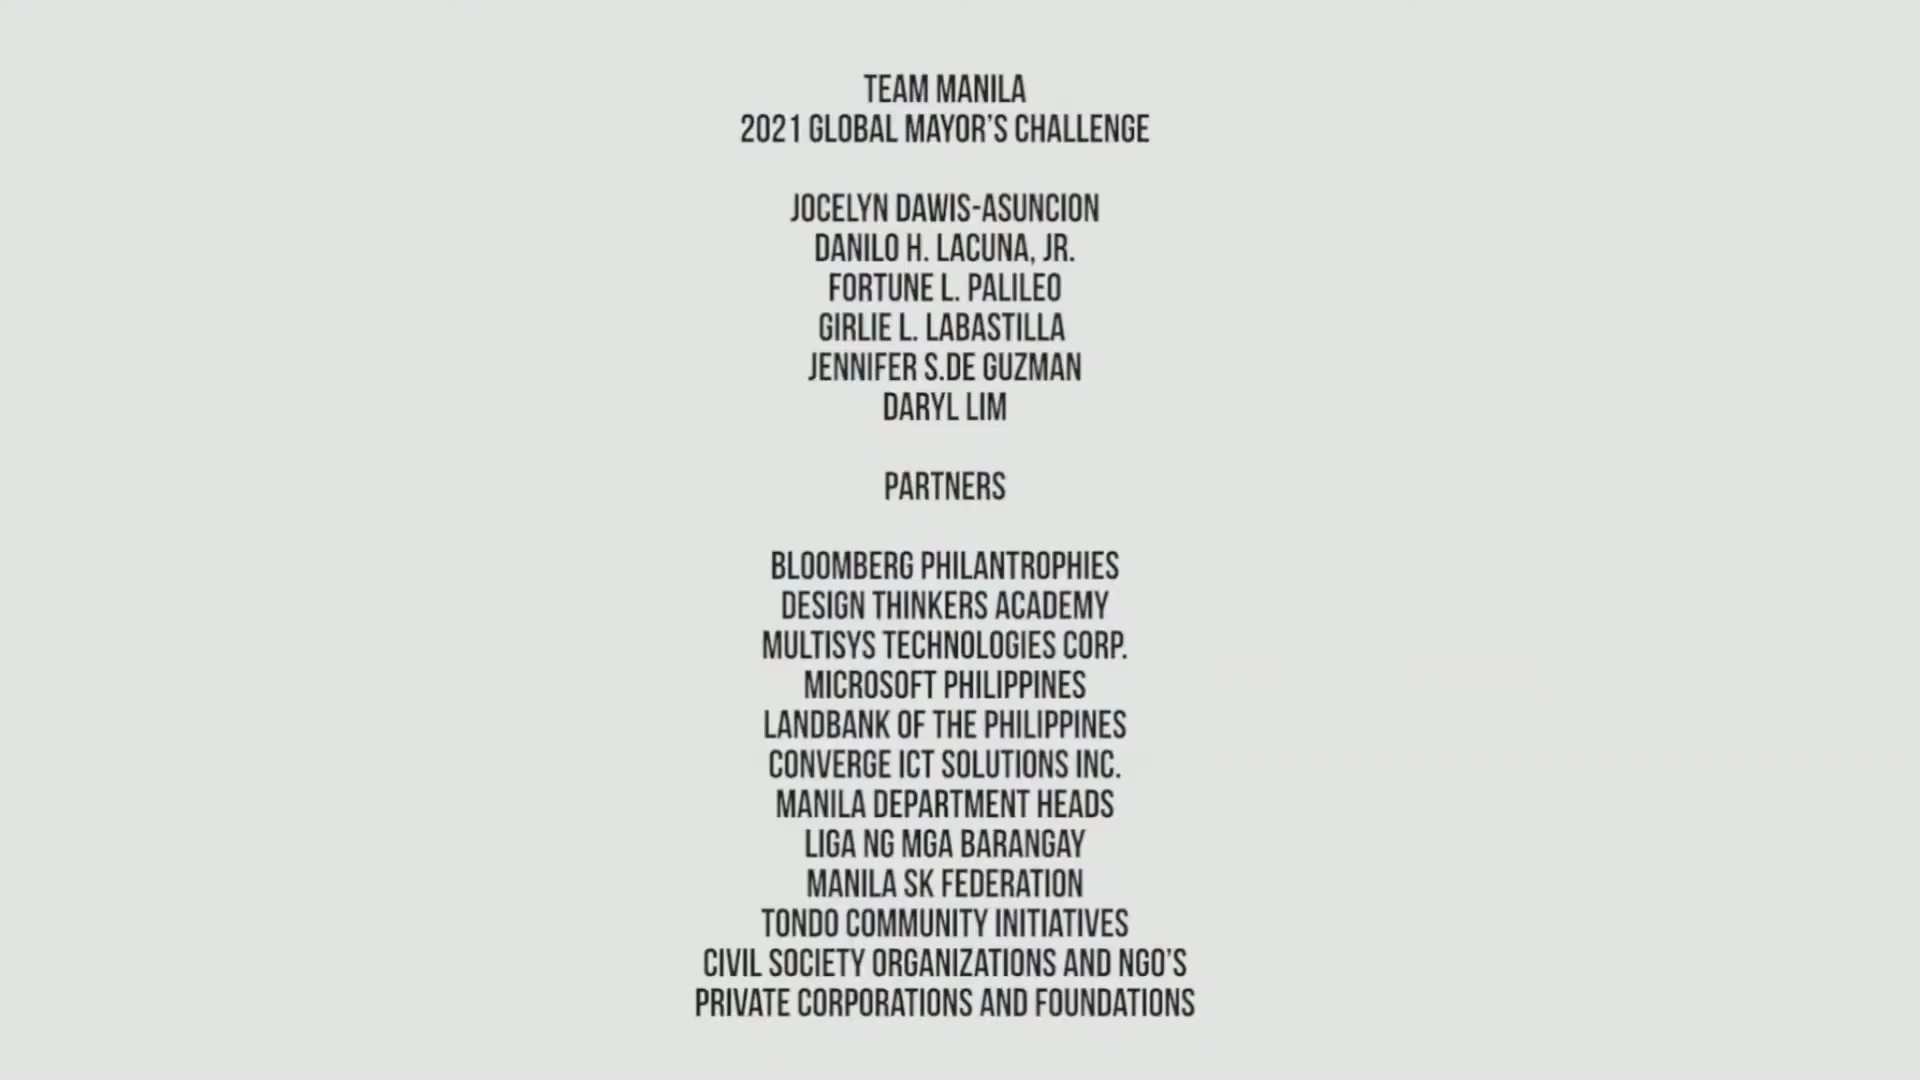 TEAM MANILA
2021 GLOBAL MAYOR'S CHALLENGE
JOCELYN DAWIS-ASUNCION
DANILO H. LACUNA, JR.
FORTUNE L. PALILEO
GIRLIE L. LABASTILLA
JENNIFER S.DE GUZMAN
DARYL LIM
PARTNERS
BLOOMBERG PHILANTROPHIES
DESIGN THINKERS ACADEMY
MULTISYS TECHNOLOGIES CORP.
MICROSOFT PHILIPPINES
LANDBANK OF THE PHILIPPINES
CONVERGE ICT SOLUTIONS INC.
MANILA DEPARTMENT HEADS
LIGA NG MGA BARANGAY
MANILA SK FEDERATION
TONDO COMMUNITY INITIATIVES
CIVIL SOCIETY ORGANIZATIONS AND NGO'S
PRIVATE CORPORATIONS AND FOUNDATIONS